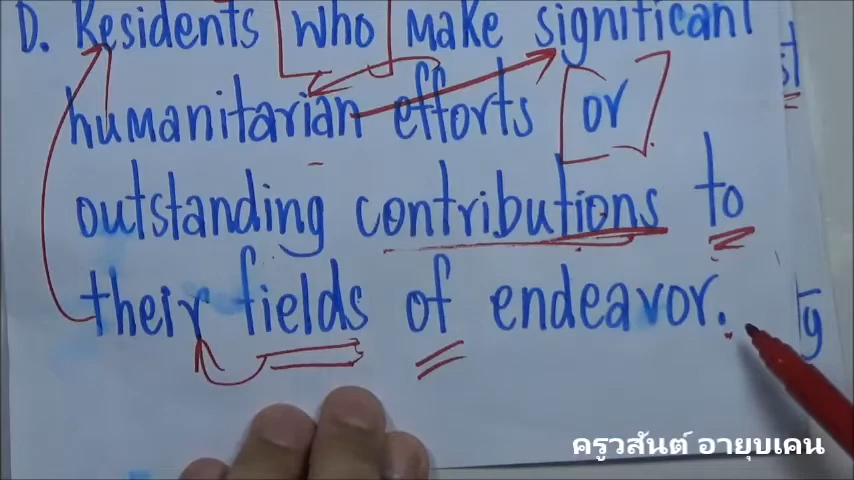 D. Residents who make significant
humanitarian efforts or
outstanding contributions to
their fields of endeavor.
ครูวสันต์ อายุบเคน